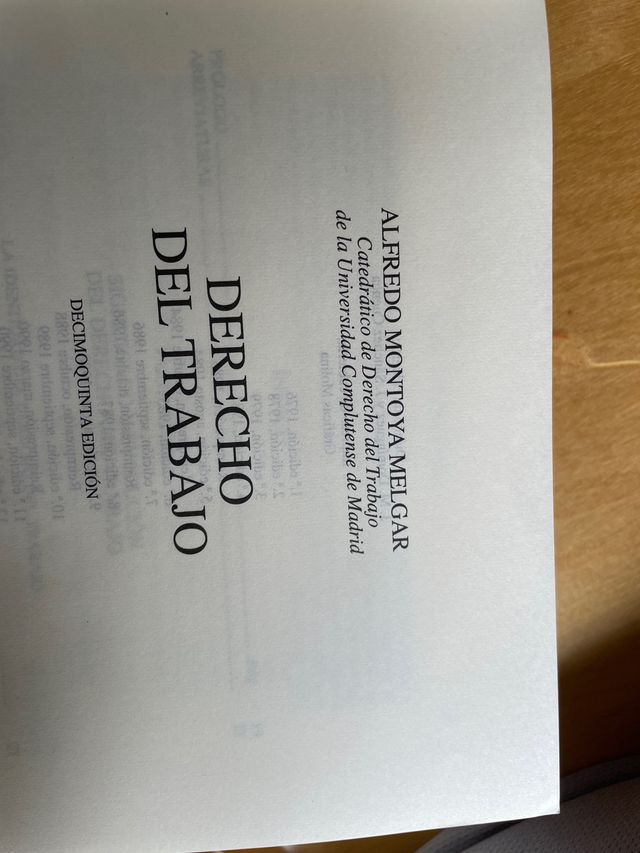 ALFREDO MONTOYA MELGAR
Catedrático de Derecho del Trabajo
de la Universidad Complutense de Madrid
DERECHO
DEL TRABAJO
DECIMOQUINTA EDICIÓN